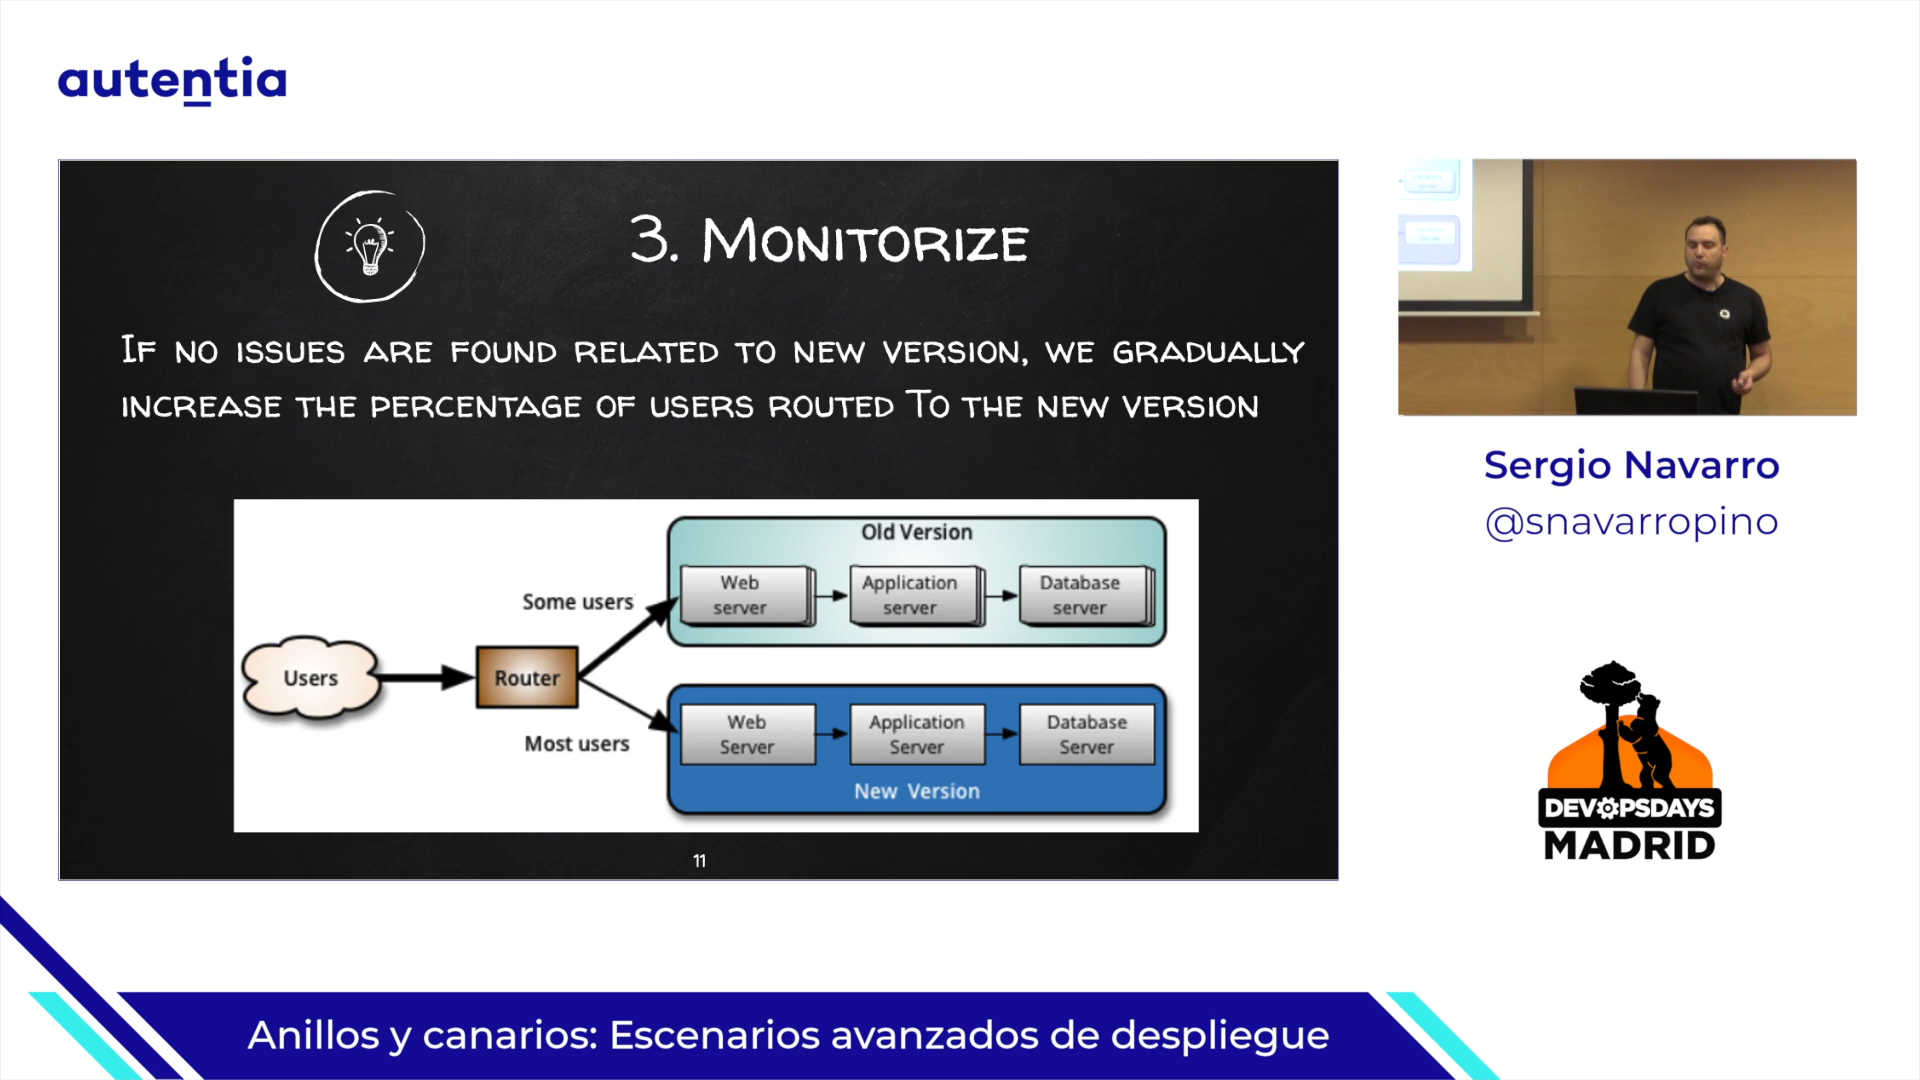 autentia
3. Monitorize
If no issues are found related to new version, we gradually
increase the percentage of users routed To the new version
Old Version
Web
server
Application
server
Database
server
Some users
Users
Router
Most users
Web
Server
Application
Server
Database
Server
New Version
11
Sergio Navarro
@snavarropino
DEVOPSDAYS
MADRID
Anillos y canarios: Escenarios avanzados de despliegue